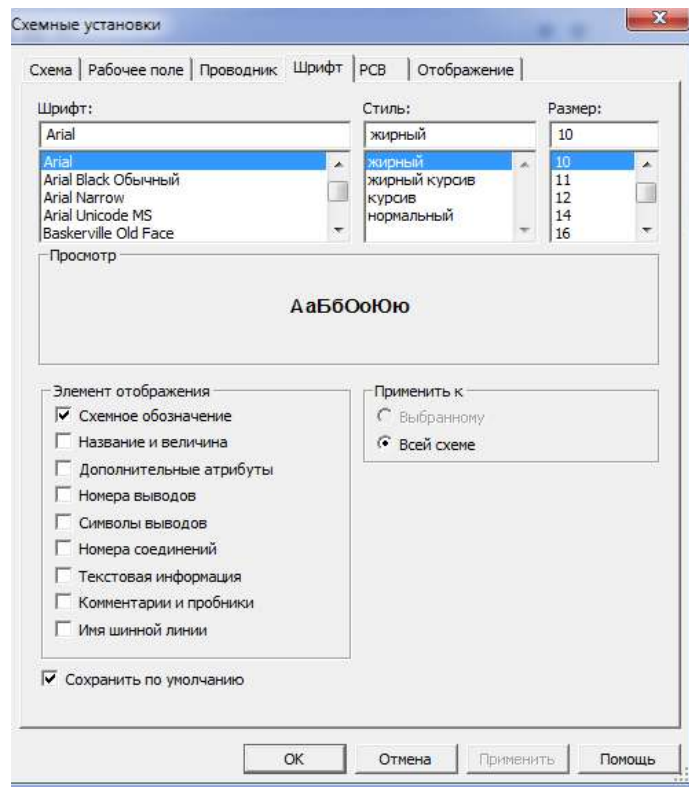 Схемные установки
Схема Рабочее поле Проводник Шрифт PCB Отображение
Шрифт: Стиль: Размер:
Arial жирный 10
Arial жирный 10
Arial Black Обычный жирный курсив 11
Arial Narrow курсив 12
Arial Unicode MS нормальный 14
Baskerville Old Face 16
Просмотр
АаБбОоЮю
Элемент отображения Применить к
Схемное обозначение Выбранному
Название и величина Всей схеме
Дополнительные атрибуты
Номера выводов
Символы выводов
Номера соединений
Текстовая информация
Комментарии и пробники
Имя шинной линии
Сохранить по умолчанию
OK Отмена Применить Помощь